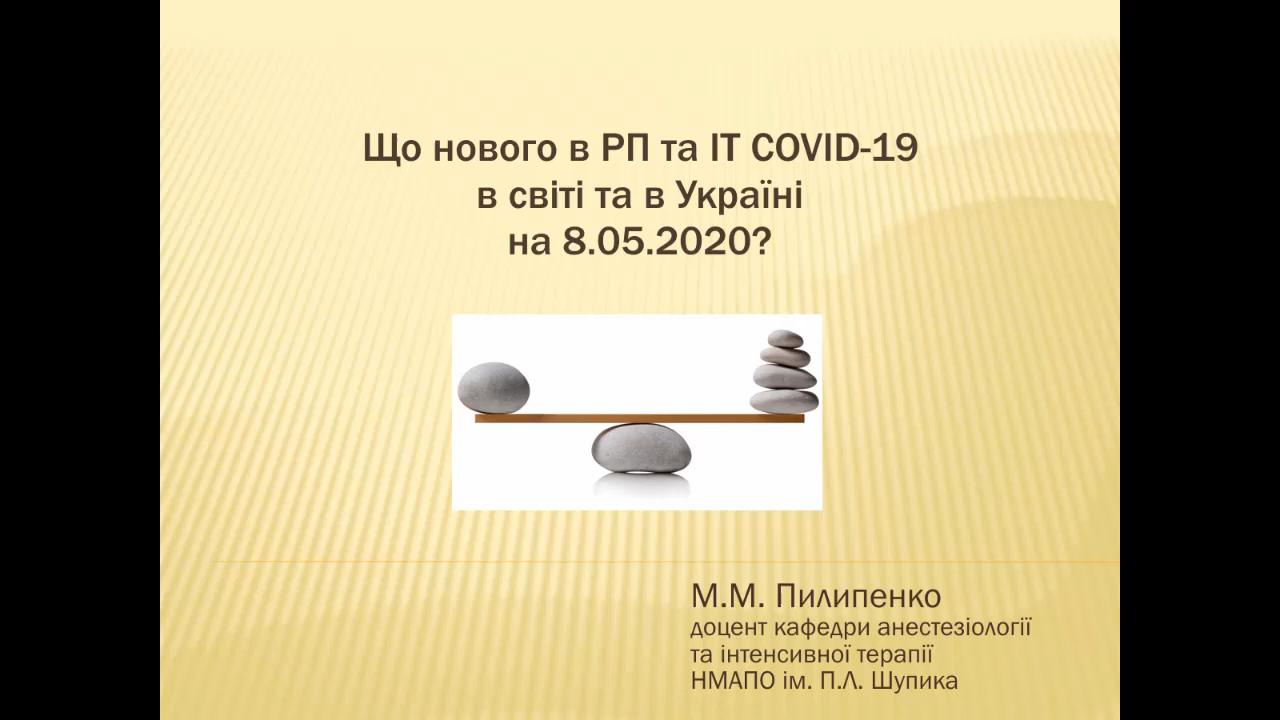 Що нового в РП та ІТ COVID-19
в світі та в Україні
на 8.05.2020?
М.М. Пилипенко
доцент кафедри анестезіології
та інтенсивної терапії
НМАПО ім. П.Л. Шупика